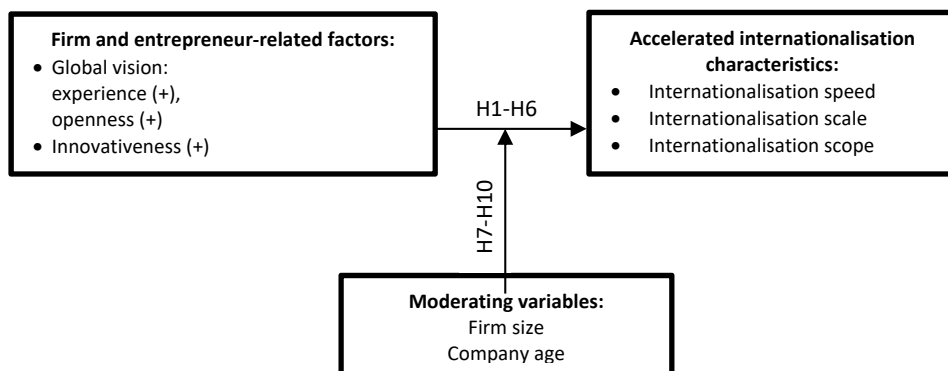 Firm and entrepreneur-related factors:
• Global vision:
experience (+),
openness (+)
• Innovativeness (+)
H1-H6
Accelerated internationalisation
characteristics:
• Internationalisation speed
• Internationalisation scale
• Internationalisation scope
H7-H10
Moderating variables:
Firm size
Company age